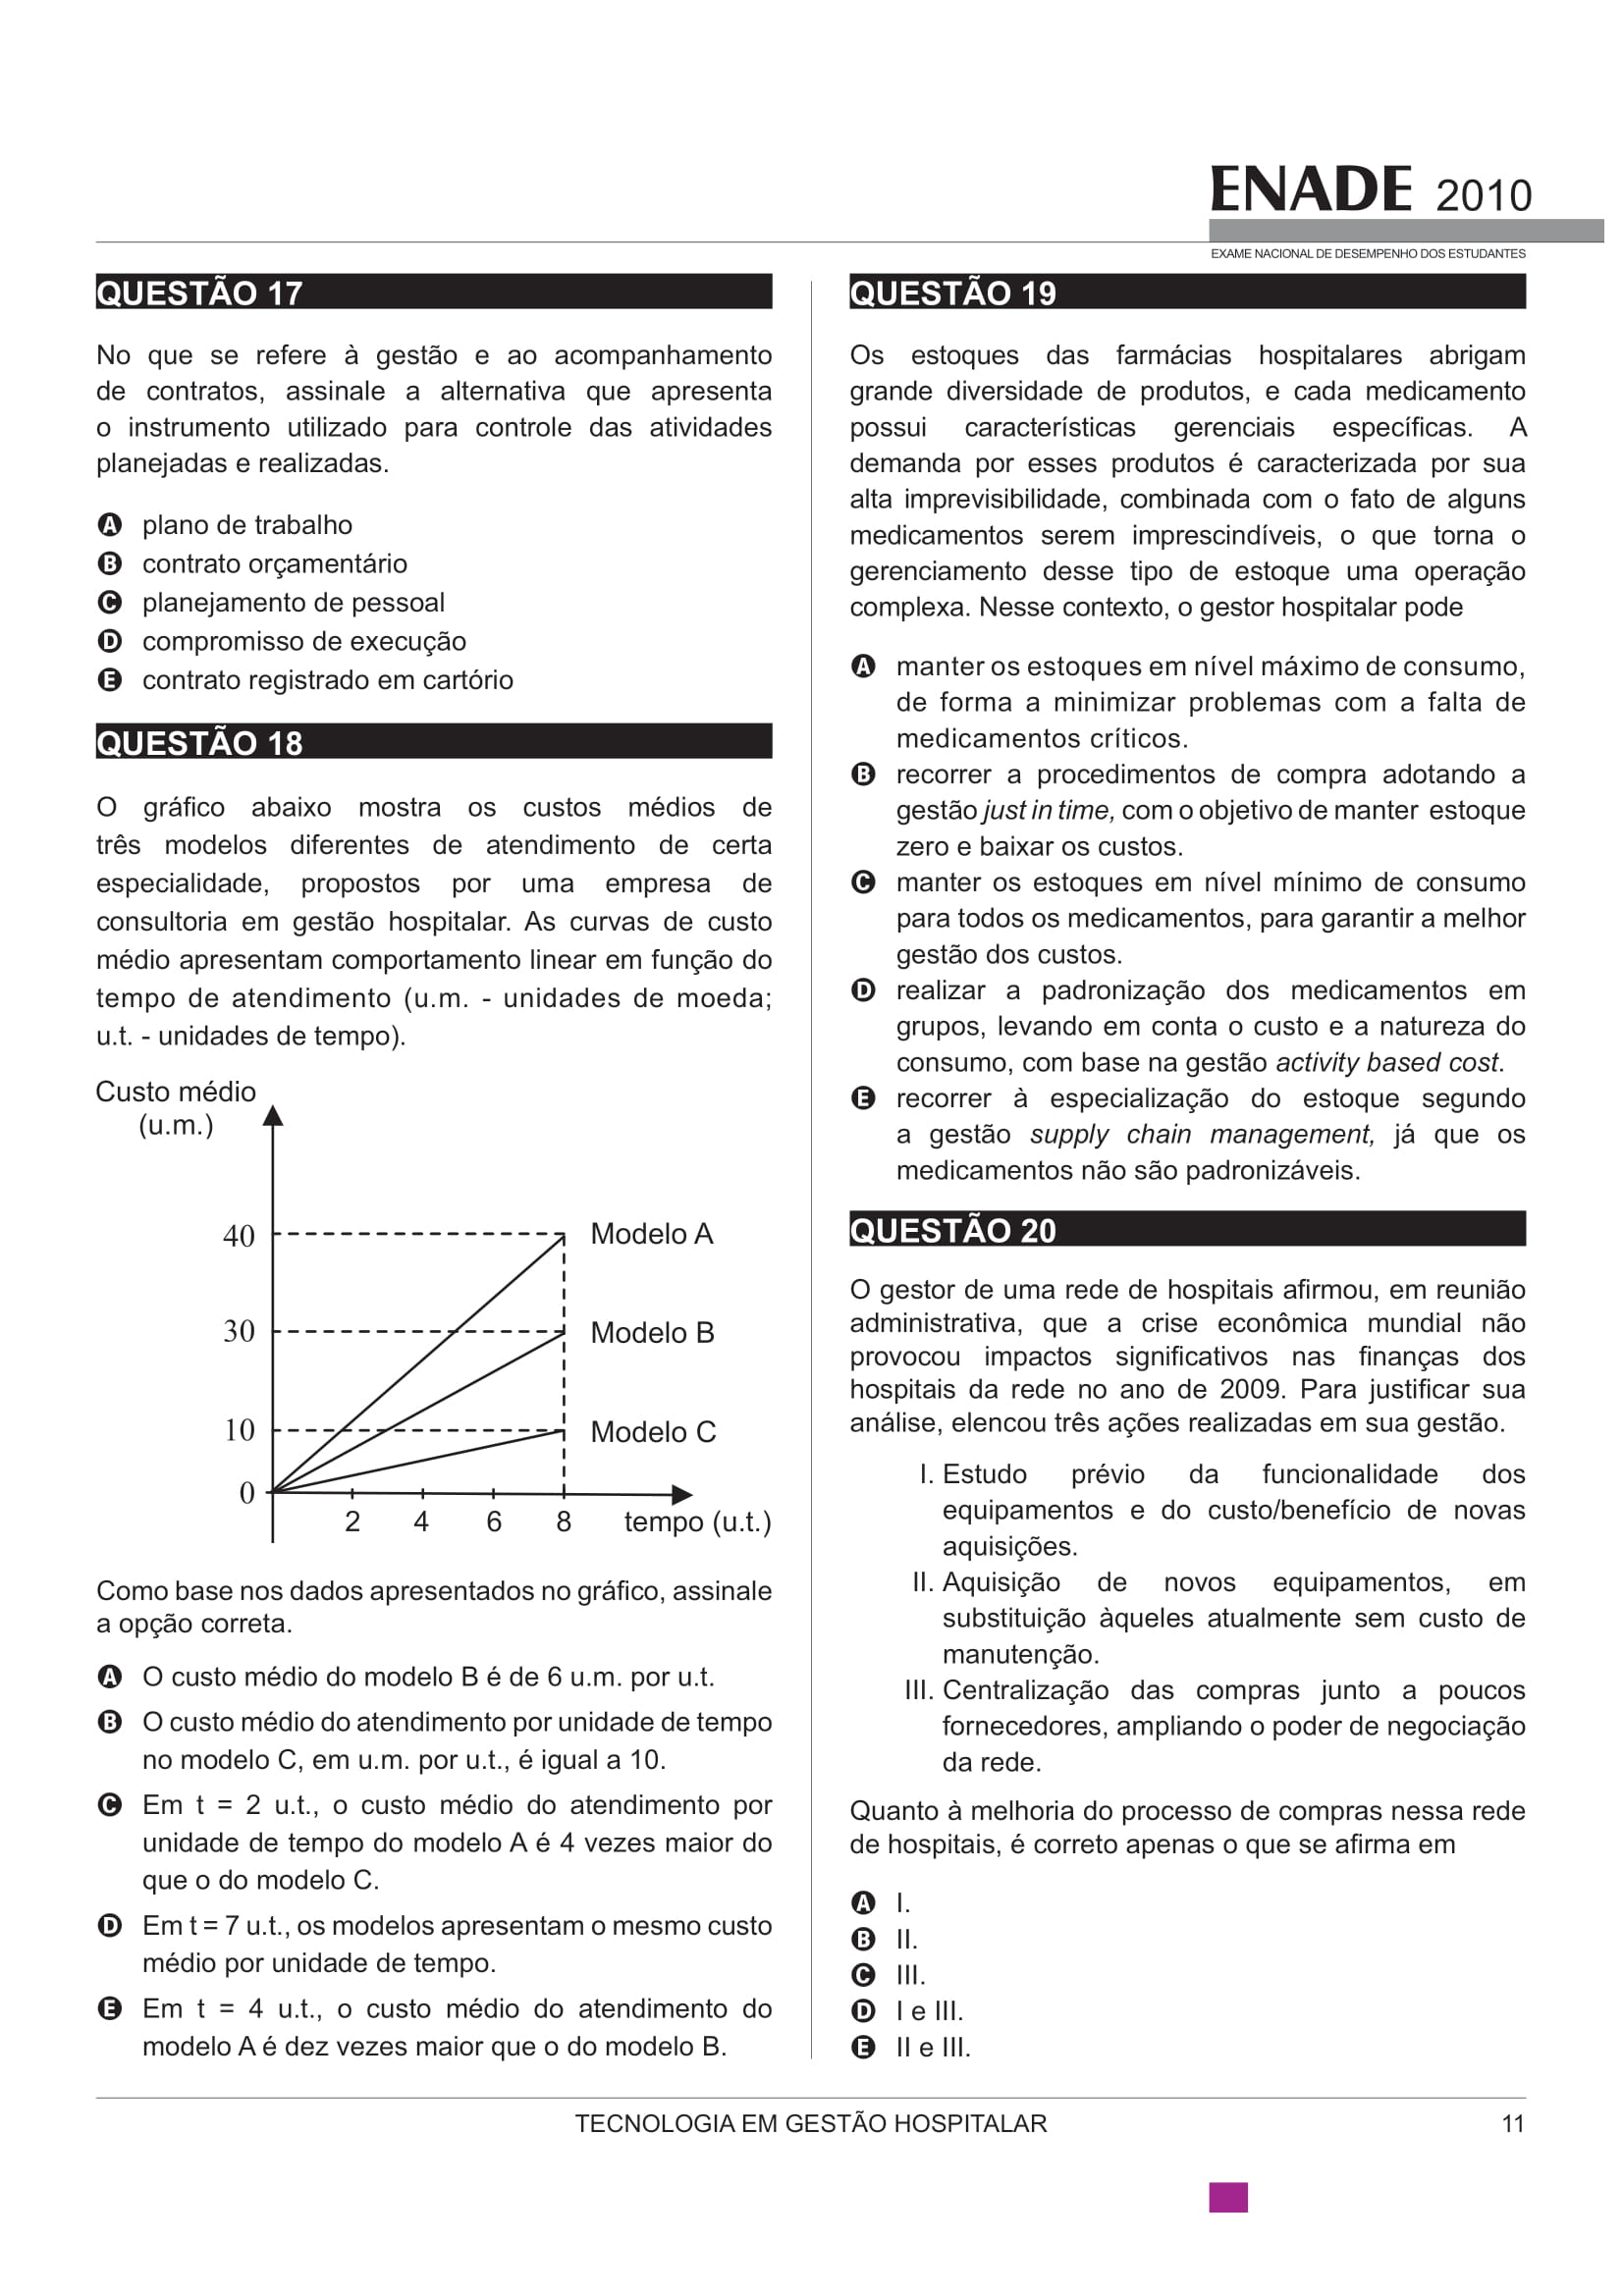 ENADE 2010
EXAME NACIONAL DE DESEMPENHO DOS ESTUDANTES
QUESTÃO 17
No que se refere à gestão e ao acompanhamento
de contratos, assinale a alternativa que apresenta
o instrumento utilizado para controle das atividades
planejadas e realizadas.
A plano de trabalho
B contrato orçamentário
C planejamento de pessoal
D compromisso de execução
E contrato registrado em cartório
QUESTÃO 18
O gráfico abaixo mostra os custos médios de
três modelos diferentes de atendimento de certa
especialidade, propostos por uma empresa de
consultoria em gestão hospitalar. As curvas de custo
médio apresentam comportamento linear em função do
tempo de atendimento (u.m. - unidades de moeda;
u.t. - unidades de tempo).
Custo médio
(u.m.)
40
Modelo A
30
Modelo B
10
Modelo C
0
2 4 6 8 tempo (u.t.)
Como base nos dados apresentados no gráfico, assinale
a opção correta.
A O custo médio do modelo B é de 6 u.m. por u.t.
B O custo médio do atendimento por unidade de tempo
no modelo C, em u.m. por u.t., é igual a 10.
C Em t = 2 u.t., o custo médio do atendimento por
unidade de tempo do modelo A é 4 vezes maior do
que o do modelo C.
D Em t = 7 u.t., os modelos apresentam o mesmo custo
médio por unidade de tempo.
E Em t = 4 u.t., o custo médio do atendimento do
modelo A é dez vezes maior que o do modelo B.
QUESTÃO 19
Os estoques das farmácias hospitalares abrigam
grande diversidade de produtos, e cada medicamento
possui características gerenciais específicas. A
demanda por esses produtos é caracterizada por sua
alta imprevisibilidade, combinada com o fato de alguns
medicamentos serem imprescindíveis, o que torna o
gerenciamento desse tipo de estoque uma operação
complexa. Nesse contexto, o gestor hospitalar pode
A manter os estoques em nível máximo de consumo,
de forma a minimizar problemas com a falta de
medicamentos críticos.
B recorrer a procedimentos de compra adotando a
gestão just in time, com o objetivo de manter estoque
zero e baixar os custos.
C manter os estoques em nível mínimo de consumo
para todos os medicamentos, para garantir a melhor
gestão dos custos.
D realizar a padronização dos medicamentos em
grupos, levando em conta o custo e a natureza do
consumo, com base na gestão activity based cost.
E recorrer à especialização do estoque segundo
a gestão supply chain management, já que os
medicamentos não são padronizáveis.
QUESTÃO 20
O gestor de uma rede de hospitais afirmou, em reunião
administrativa, que a crise econômica mundial não
provocou impactos significativos nas finanças dos
hospitais da rede no ano de 2009. Para justificar sua
análise, elencou três ações realizadas em sua gestão.
I. Estudo prévio da funcionalidade dos
equipamentos e do custo/benefício de novas
aquisições.
II. Aquisição de novos equipamentos, em
substituição àqueles atualmente sem custo de
manutenção.
III. Centralização das compras junto a poucos
fornecedores, ampliando o poder de negociação
da rede.
Quanto à melhoria do processo de compras nessa rede
de hospitais, é correto apenas o que se afirma em
A I.
B II.
C III.
D I e III.
E II e III.
TECNOLOGIA EM GESTÃO HOSPITALAR 11